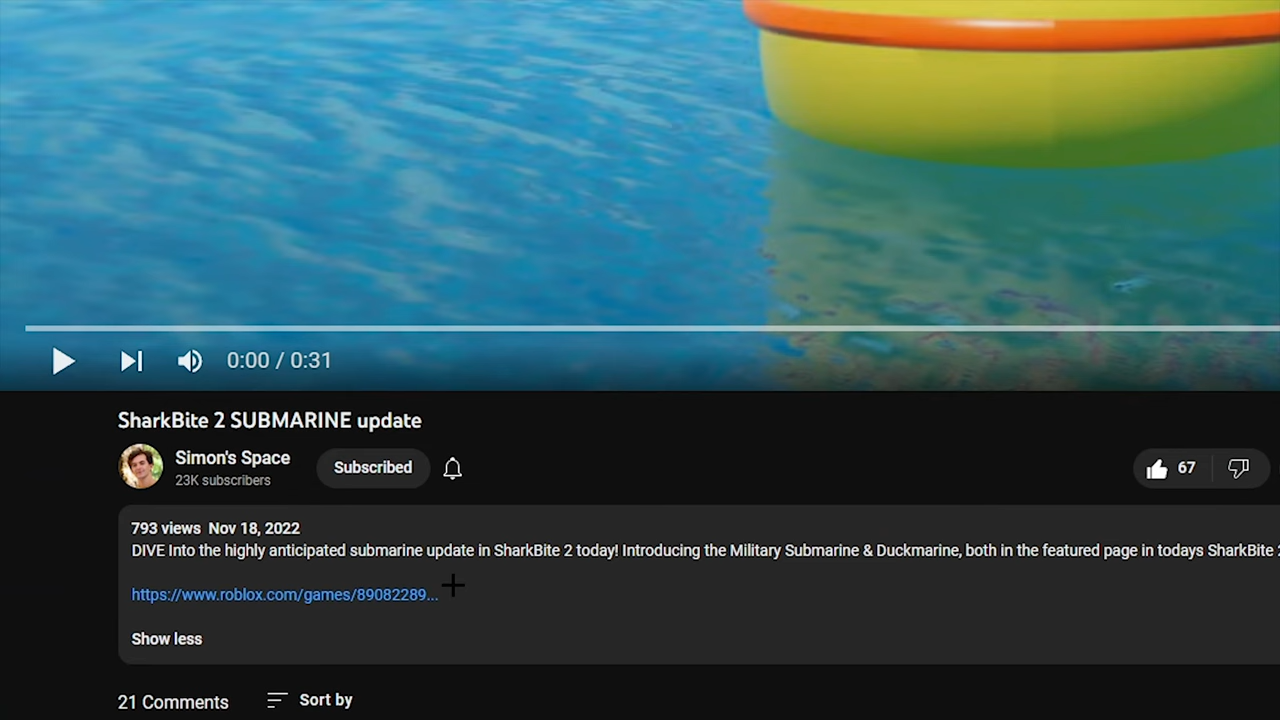 0:00 / 0:31
SharkBite 2 SUBMARINE update
Simon's Space
23K subscribers
Subscribed
67
793 views Nov 18, 2022
DIVE Into the highly anticipated submarine update in SharkBite 2 today! Introducing the Military Submarine & Duckmarine, both in the featured page in todays SharkBite
https://www.roblox.com/games/89082289...
Show less
21 Comments
Sort by